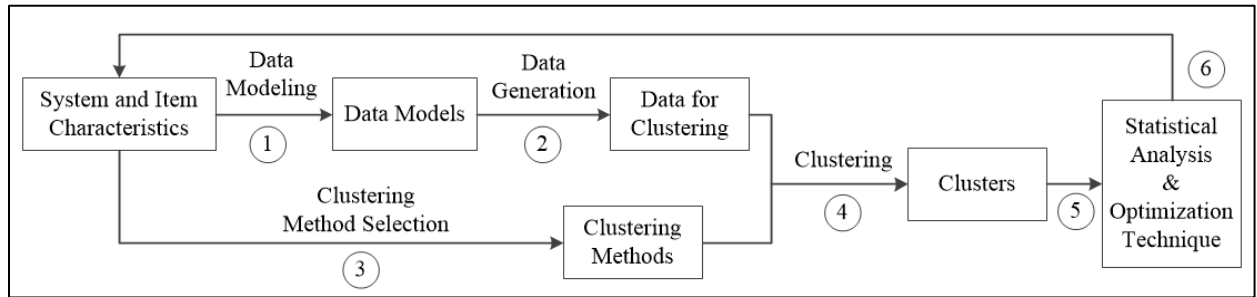 System and Item
Characteristics
Data
Modeling
1
Data Models
Data
Generation
2
Data for
Clustering
Clustering
Method Selection
3
Clustering
Methods
Clustering
4
Clusters
5
Statistical
Analysis
&
Optimization
Technique
6